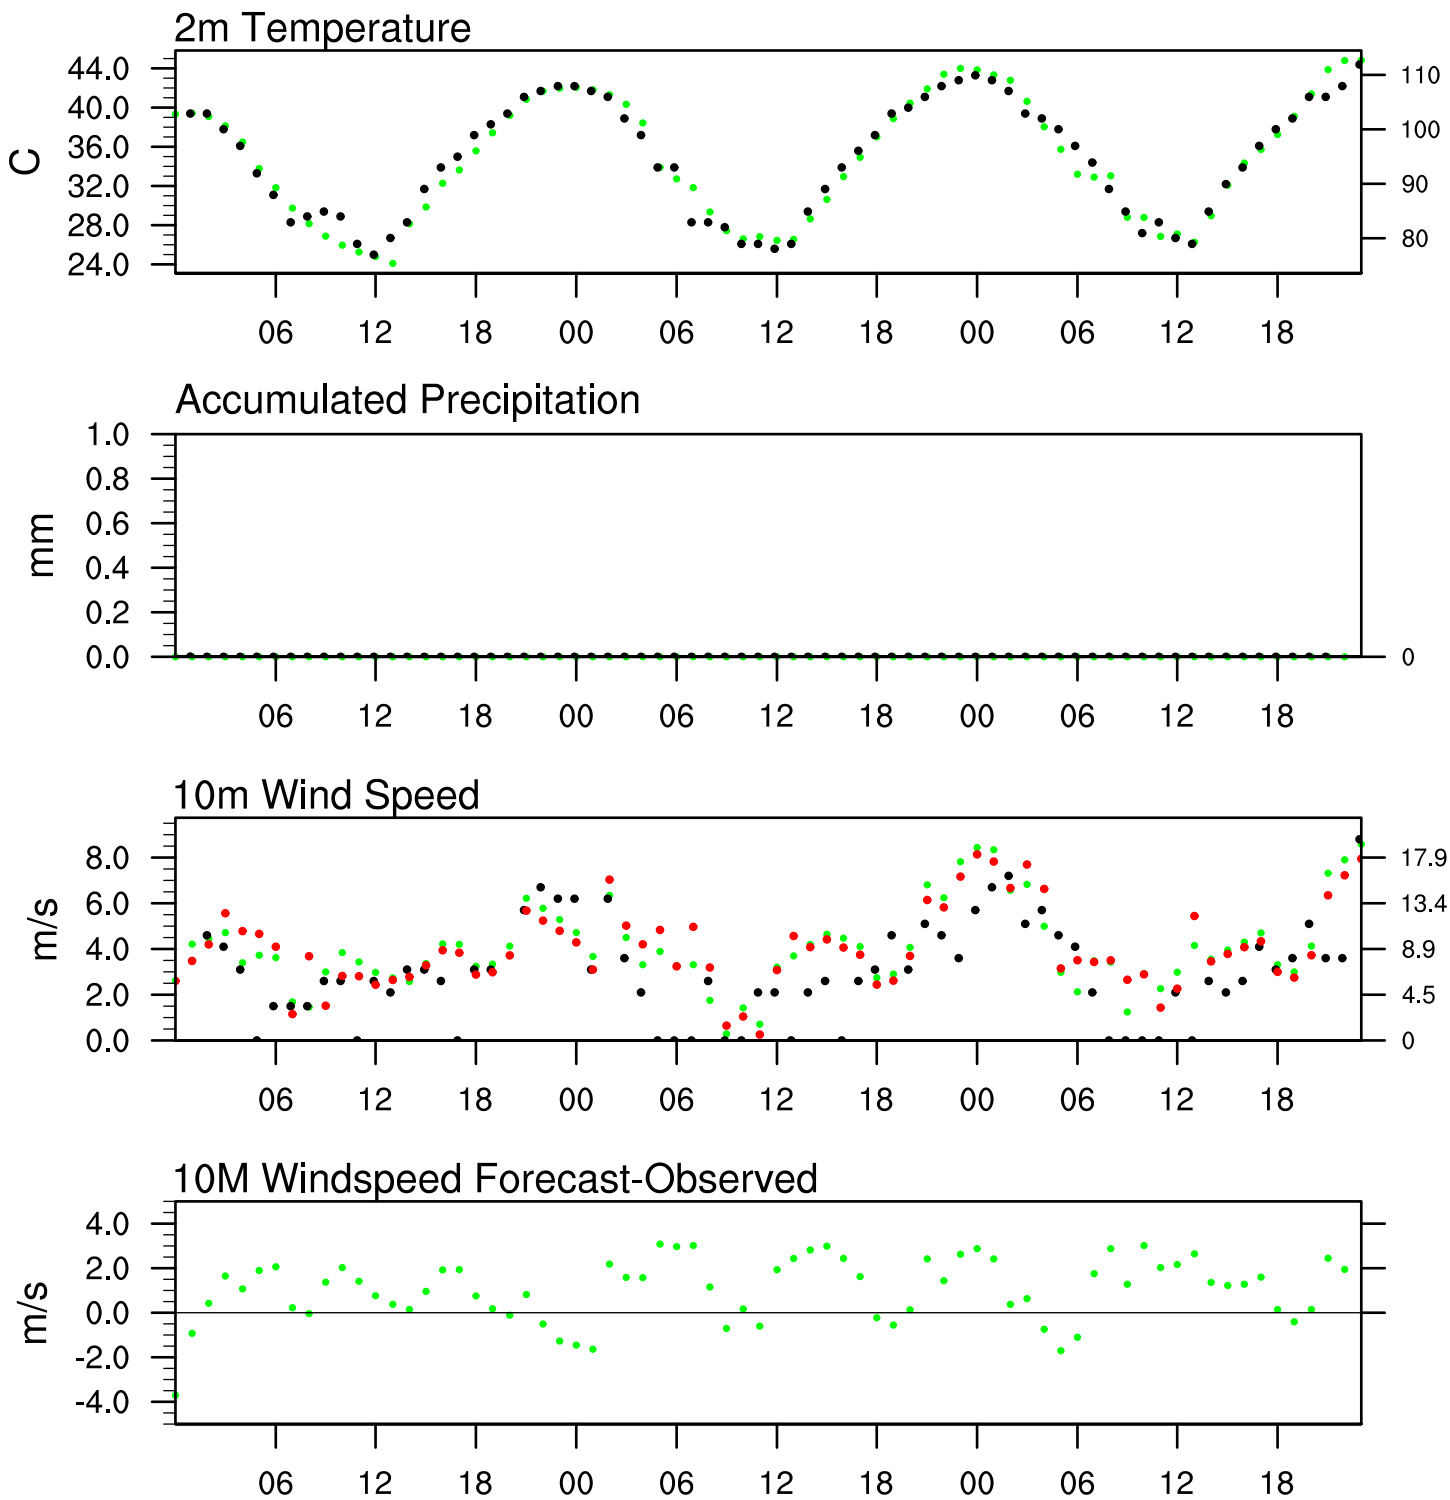 2m Temperature
44.0
40.0
36.0
32.0
28.0
24.0
C
110
100
90
80
06 12 18 00 06 12 18 00 06 12 18
Accumulated Precipitation
1.0
0.8
0.6
0.4
0.2
0.0
mm
0
06 12 18 00 06 12 18 00 06 12 18
10m Wind Speed
8.0
6.0
4.0
2.0
0.0
m/s
17.9
13.4
8.9
4.5
0
06 12 18 00 06 12 18 00 06 12 18
10M Windspeed Forecast-Observed
4.0
2.0
0.0
-2.0
-4.0
m/s
06 12 18 00 06 12 18 00 06 12 18